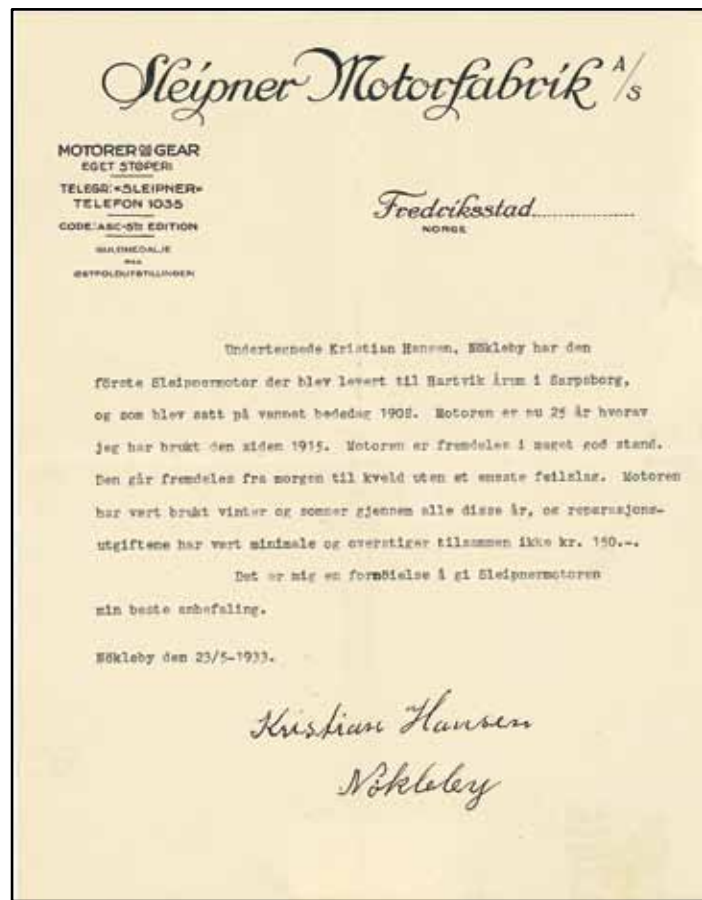 Sleipner Motorfabrik A/S
MOTORER OG GEAR
EGET STØPERI
TELEGR: «SLEIPNER»
TELEFON 1035
CODE: ABC-5TH EDITION
GULDMEDALJE
ØSTFOLDUTSTILLINGEN
Fredriksstad
NORGE
Undertegnede Kristian Hansen, Nökleby har den
förste Sleipnermotor der blev levert til Hartvik Årum i Sarpsborg,
og som blev satt på vannet bededag 1908. Motoren er nu 25 år hvorav
jeg har brukt den siden 1915. Motoren er fremdeles i meget god stand.
Den går fremdeles fra morgen til kveld uten et eneste feilslag. Motoren
har vert brukt vinter og sommer gjennem alle disse år, og reparasjons-
utgiftene har vert minimale og overstiger tilsammen ikke kr. 150.-.
Det er mig en fornöielse å gi Sleipnermotoren
min beste anbefaling.
Nökleby den 23/5-1933.
Kristian Hansen
Nökleby